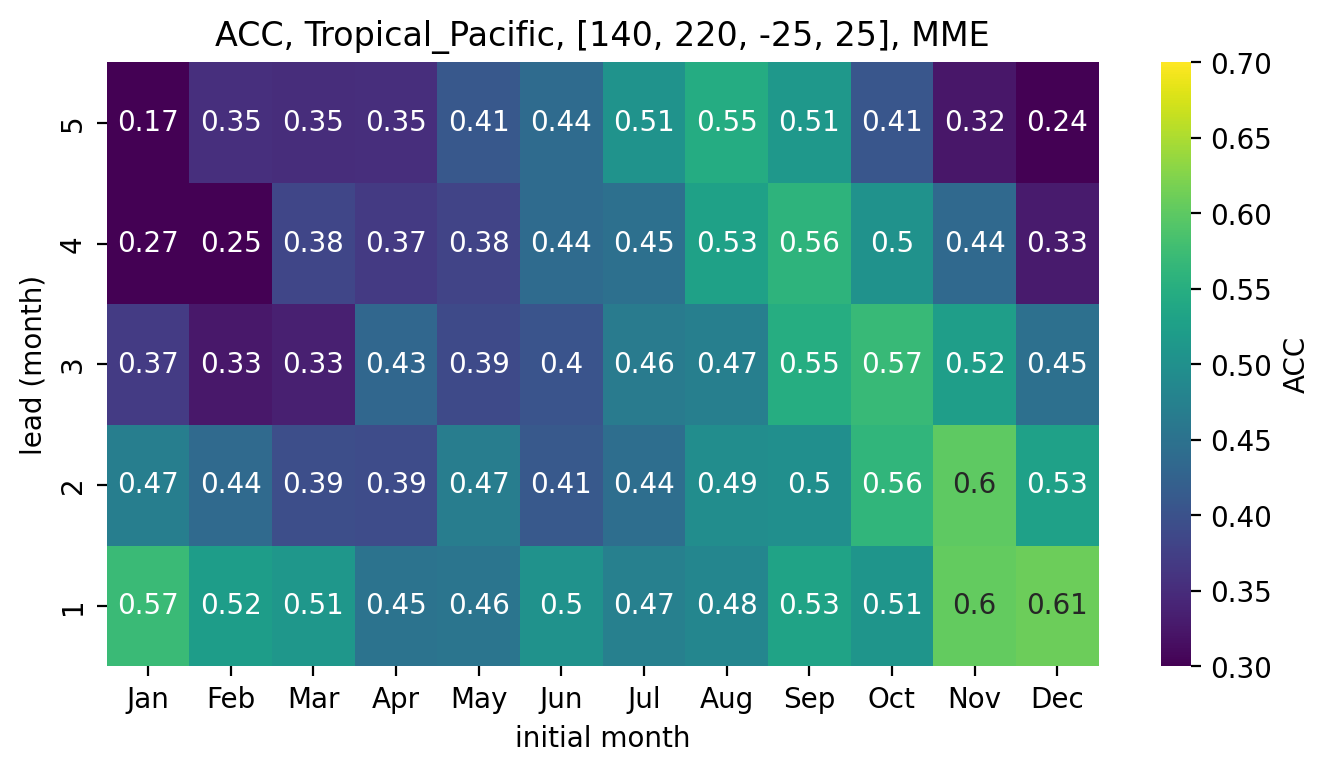 ACC, Tropical_Pacific, [140, 220, -25, 25], MME
5 0.17 0.35 0.35 0.35 0.41 0.44 0.51 0.55 0.51 0.41 0.32 0.24
4 0.27 0.25 0.38 0.37 0.38 0.44 0.45 0.53 0.56 0.5 0.44 0.33
3 0.37 0.33 0.33 0.43 0.39 0.4 0.46 0.47 0.55 0.57 0.52 0.45
2 0.47 0.44 0.39 0.39 0.47 0.41 0.44 0.49 0.5 0.56 0.6 0.53
1 0.57 0.52 0.51 0.45 0.46 0.5 0.47 0.48 0.53 0.51 0.6 0.61
Jan Feb Mar Apr May Jun Jul Aug Sep Oct Nov Dec
initial month
lead (month)
0.70
0.65
0.60
0.55
0.50
0.45
0.40
0.35
0.30
ACC